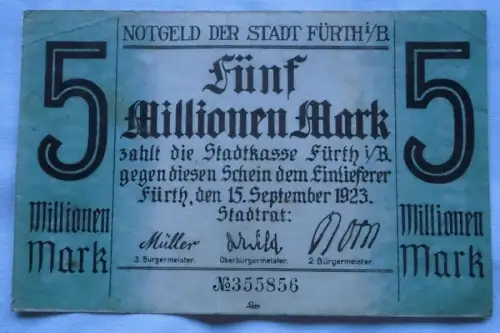 NOTGELD DER STADT FÜRTH i/B.
5
Millionen
Mark
Fünf
Millionen Mark
zahlt die Stadtkasse Fürth i/B.
gegen diesen Schein dem Einlieferer
Fürth, den 15. September 1923.
Stadtrat:
Müller
3 Bürgermeister.
Oberbürgermeister.
2 Bürgermeister.
№355856
5
Millionen
Mark